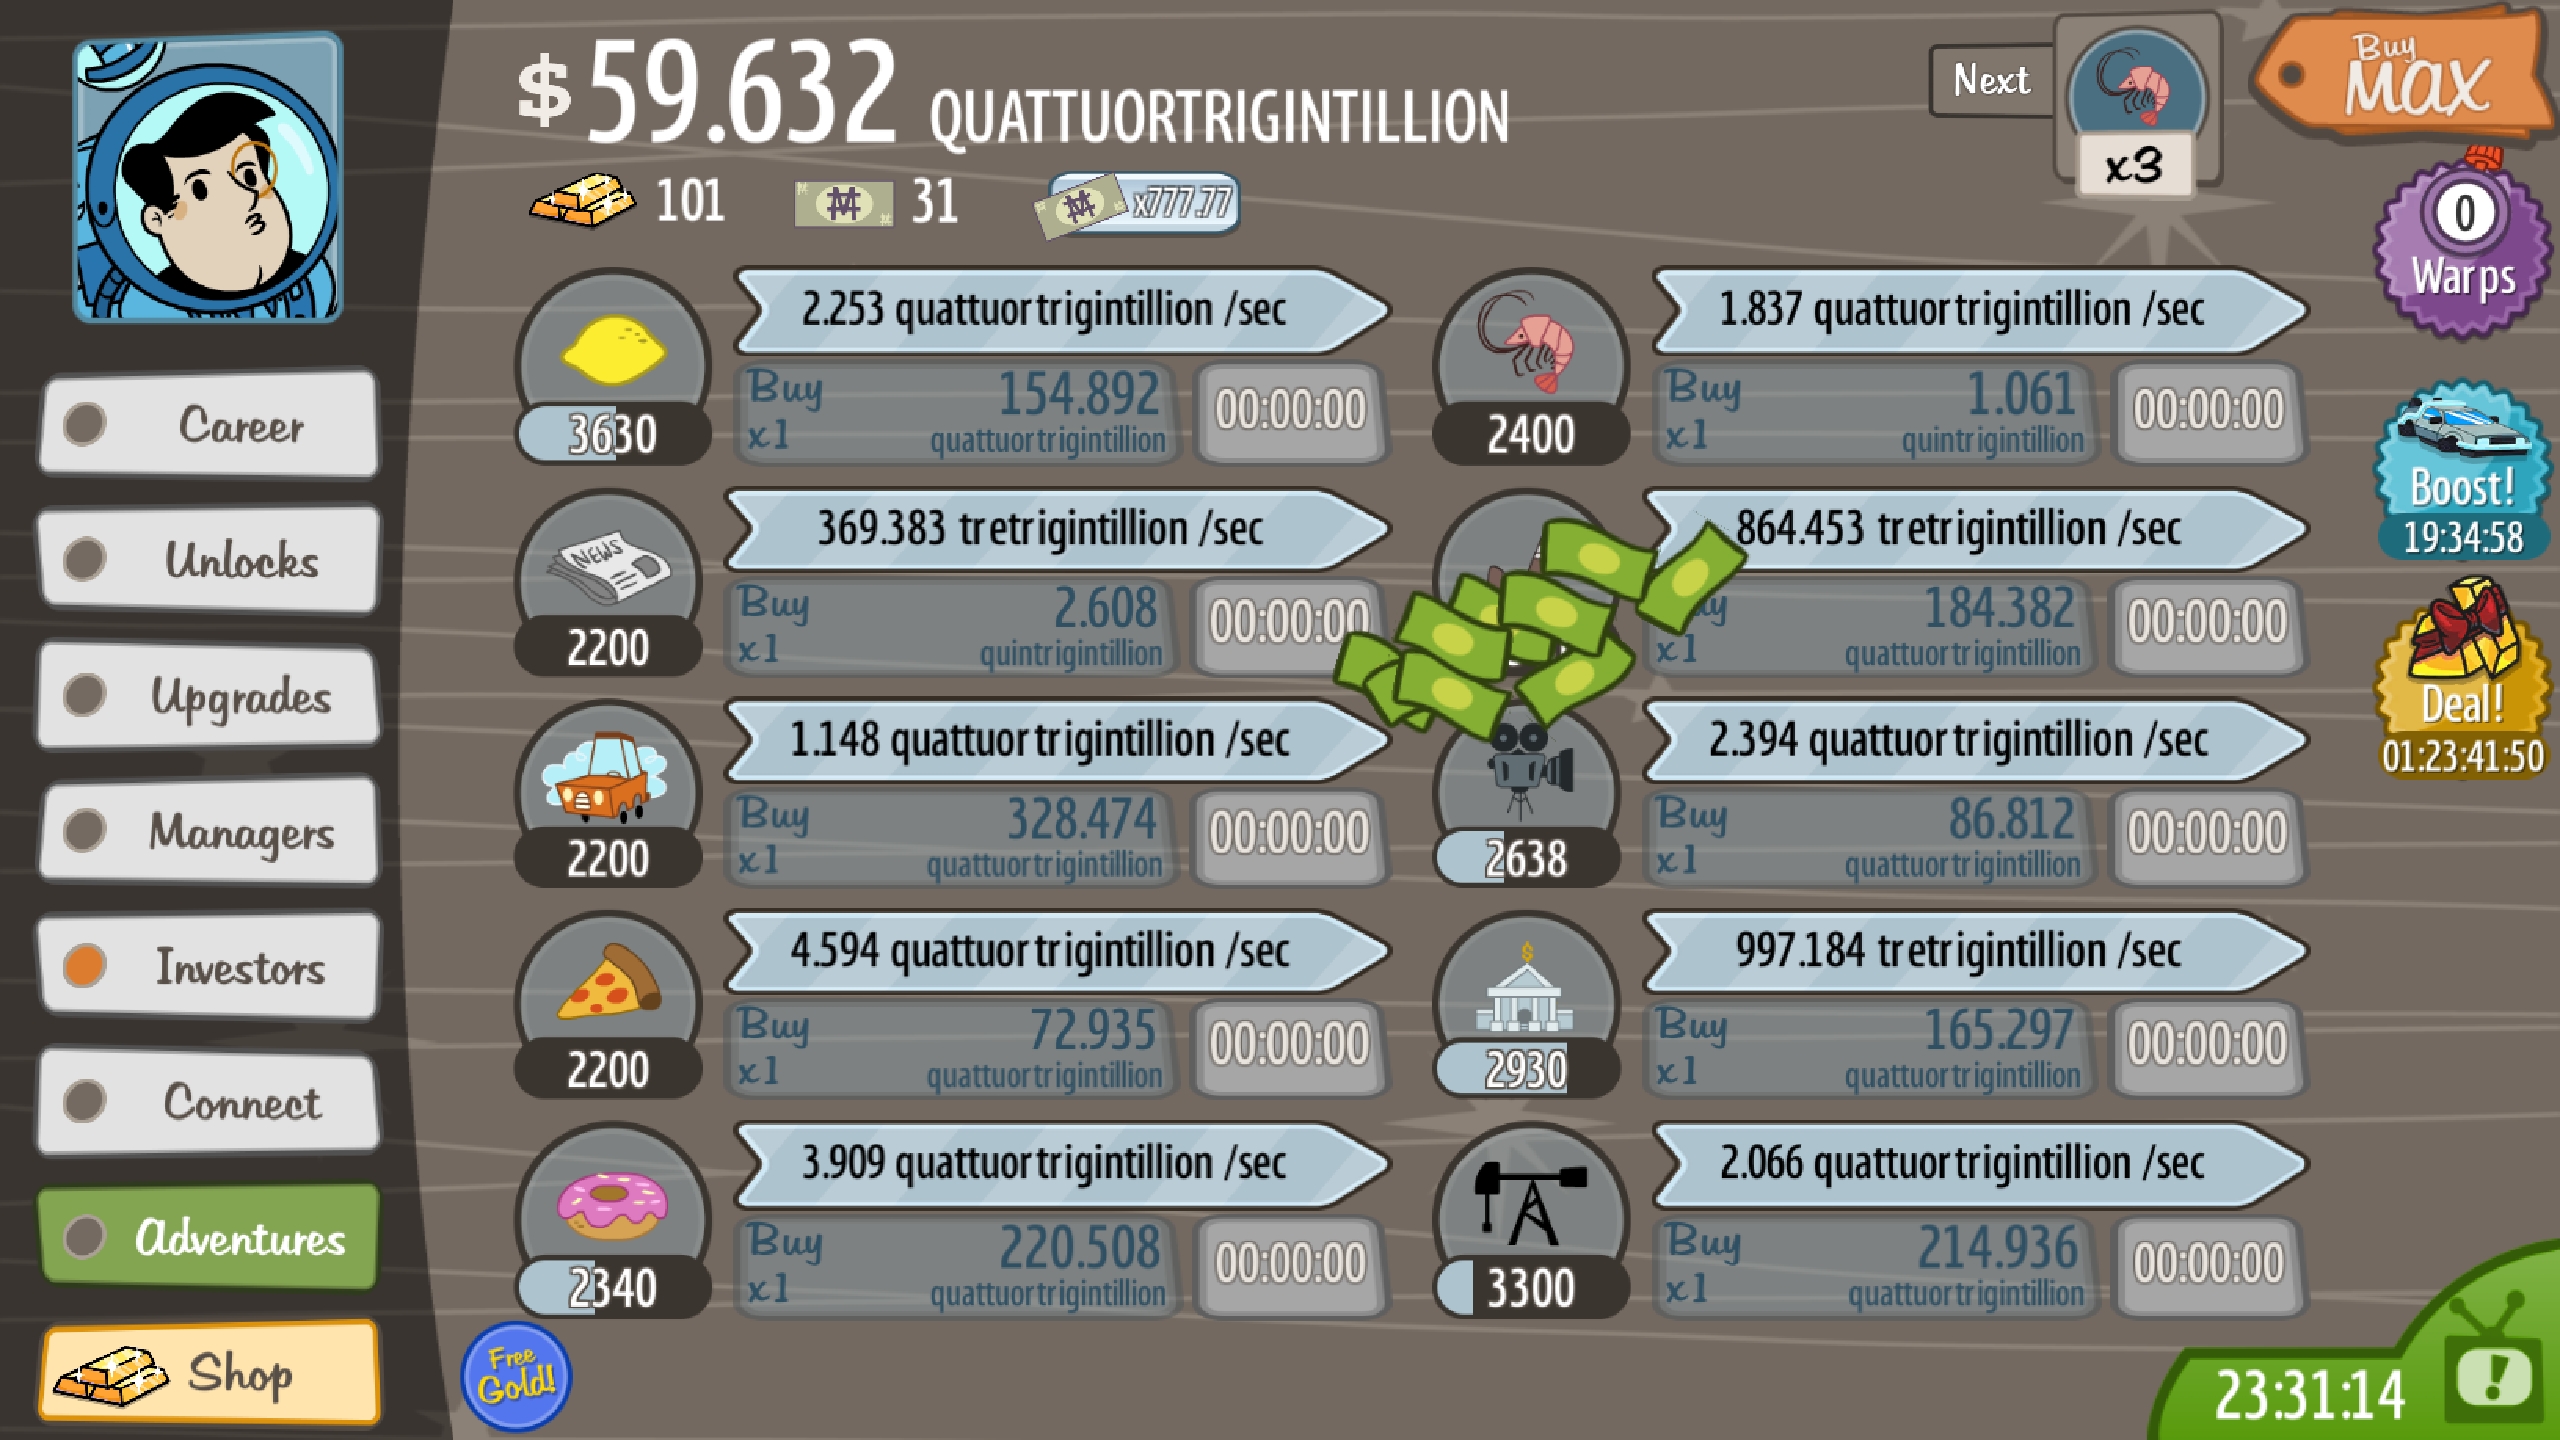 $59.632 QUATTUORTRIGINTILLION
Next
x3
Buy
MAX
101
31
x777.77
0
Warps
Boost!
19:34:58
Deal!
01:23:41:50
Career
Unlocks
Upgrades
Managers
Investors
Connect
Adventures
Shop
2.253 quattuortrigintillion /sec
3630
Buy 154.892
x1 quattuortrigintillion
00:00:00
1.837 quattuortrigintillion /sec
2400
Buy 1.061
x1 quintrigintillion
00:00:00
NEWS
369.383 tretrigintillion /sec
2200
Buy 2.608
x1 quintrigintillion
00:00:00
864.453 tretrigintillion /sec
184.382
x1 quattuortrigintillion
00:00:00
1.148 quattuortrigintillion /sec
2200
Buy 328.474
x1 quattuortrigintillion
00:00:00
2.394 quattuortrigintillion /sec
2638
Buy 86.812
x1 quattuortrigintillion
00:00:00
4.594 quattuortrigintillion /sec
2200
Buy 72.935
x1 quattuortrigintillion
00:00:00
997.184 tretrigintillion /sec
2930
Buy 165.297
x1 quattuortrigintillion
00:00:00
3.909 quattuortrigintillion /sec
2340
Buy 220.508
x1 quattuortrigintillion
00:00:00
2.066 quattuortrigintillion /sec
3300
Buy 214.936
x1 quattuortrigintillion
00:00:00
Free
Gold!
23:31:14